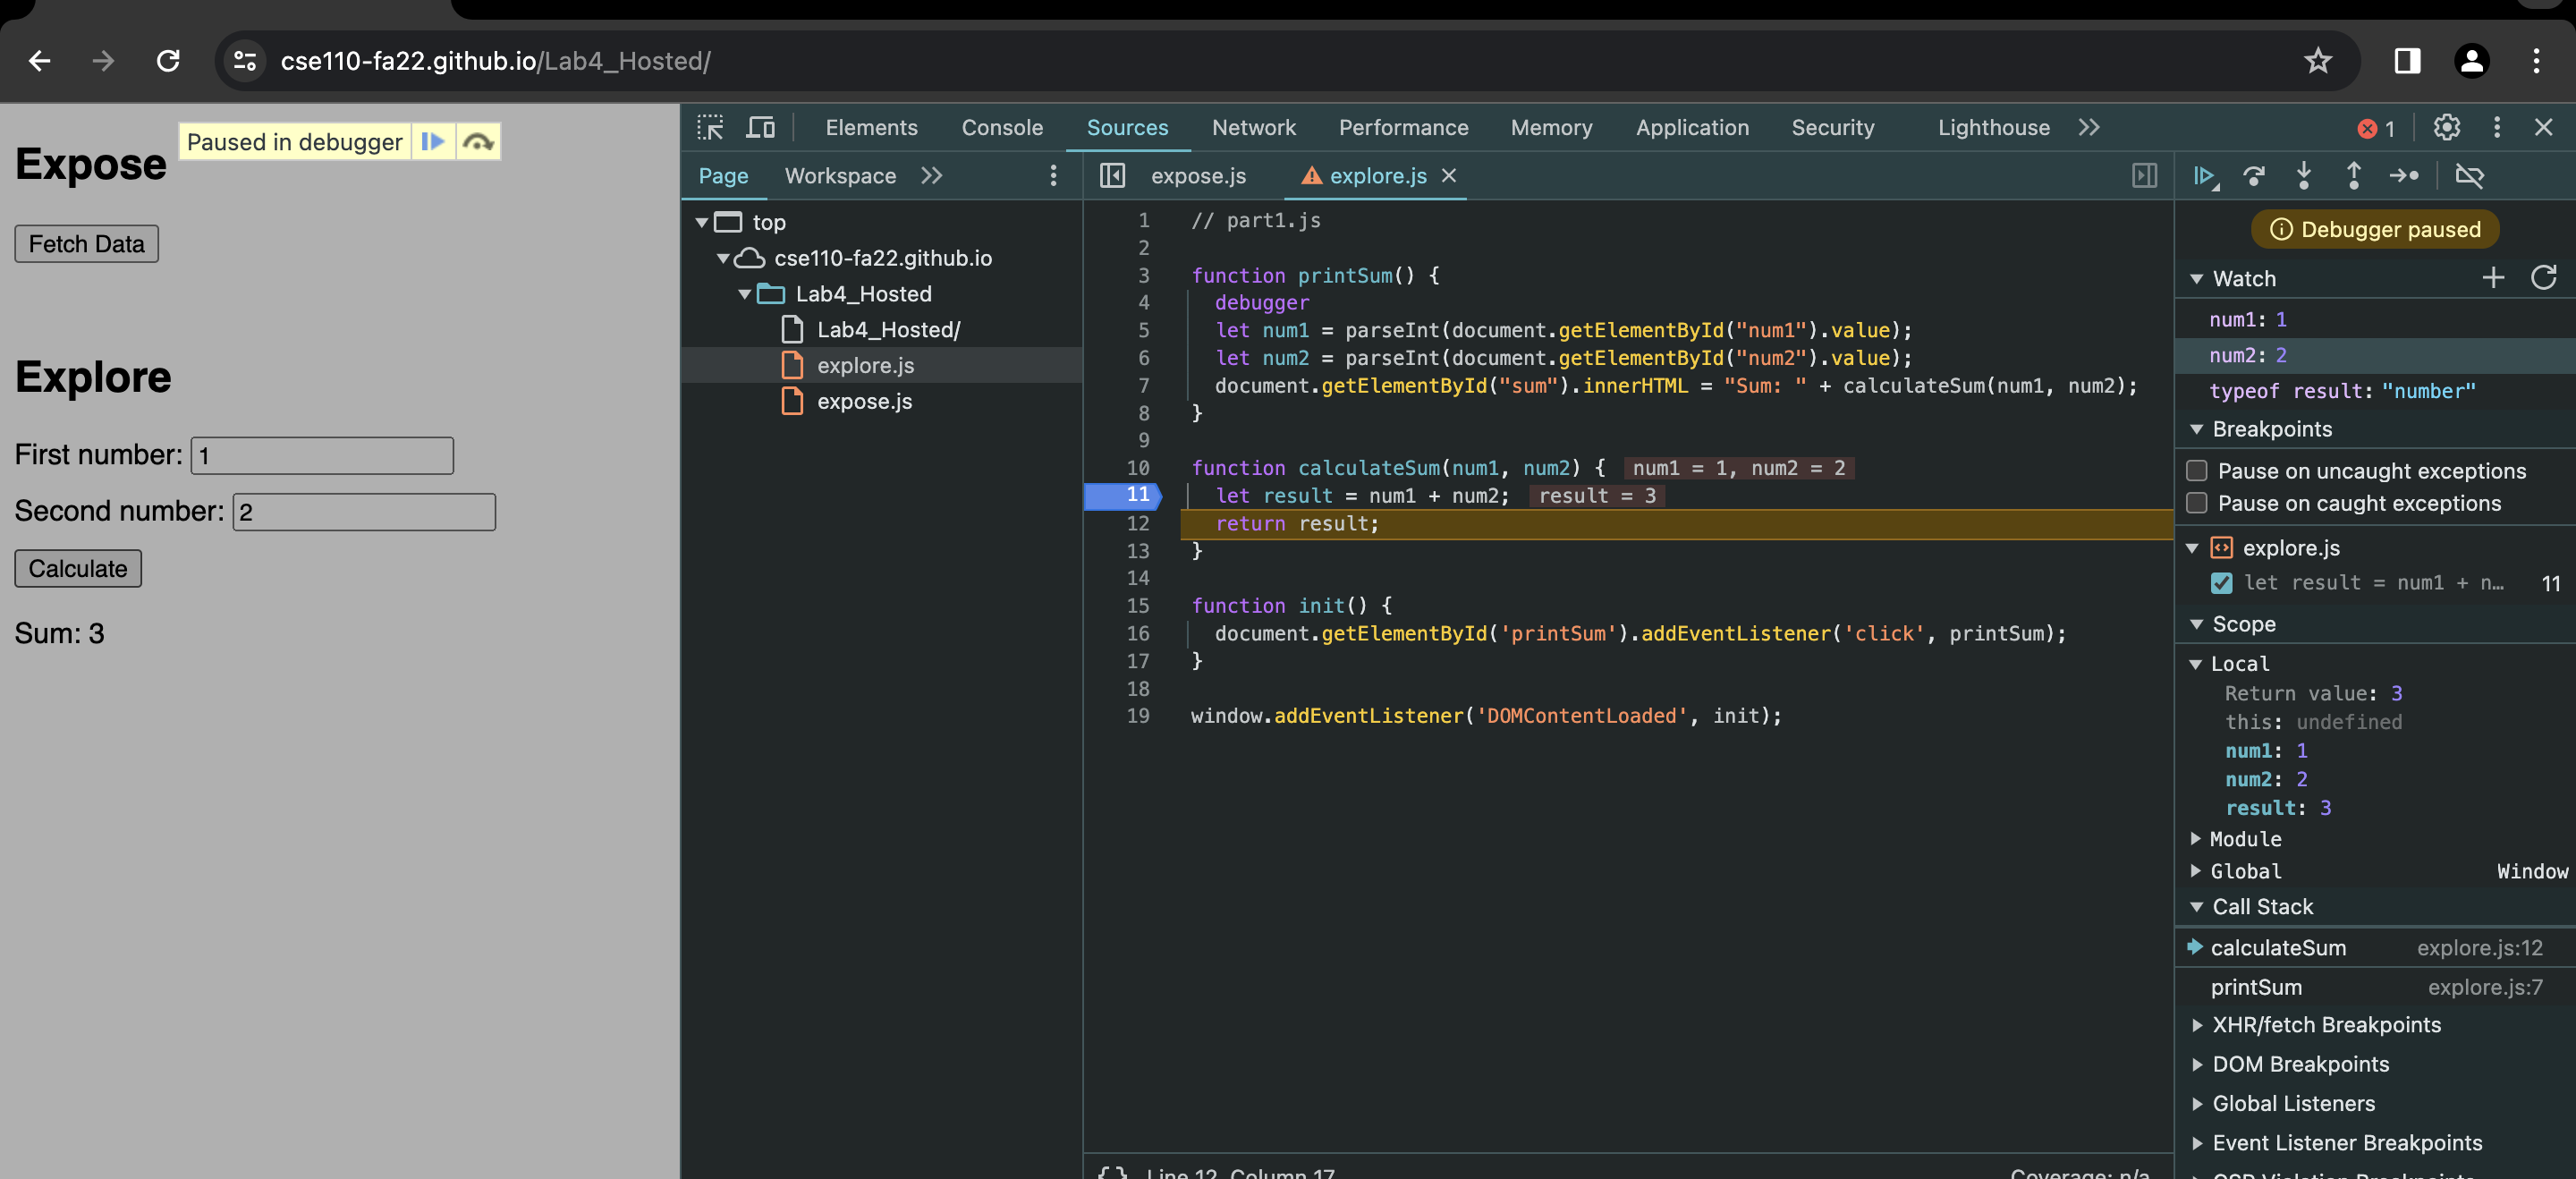 cse110-fa22.github.io/Lab4_Hosted/
Paused in debugger
Expose
Fetch Data
Explore
First number: 1
Second number: 2
Calculate
Sum: 3
Elements Console Sources Network Performance Memory Application Security Lighthouse 1
Page Workspace
top
cse110-fa22.github.io
Lab4_Hosted
Lab4_Hosted/
explore.js
expose.js
expose.js explore.js
1 // part1.js
2
3 function printSum() {
4 debugger
5 let num1 = parseInt(document.getElementById("num1").value);
6 let num2 = parseInt(document.getElementById("num2").value);
7 document.getElementById("sum").innerHTML = "Sum: " + calculateSum(num1, num2);
8 }
9
10 function calculateSum(num1, num2) { num1 = 1, num2 = 2
11 let result = num1 + num2; result = 3
12 return result;
13 }
14
15 function init() {
16 document.getElementById('printSum').addEventListener('click', printSum);
17 }
18
19 window.addEventListener('DOMContentLoaded', init);
{} Line 12, Column 17 Coverage: n/a
Debugger paused
Watch
num1: 1
num2: 2
typeof result: "number"
Breakpoints
Pause on uncaught exceptions
Pause on caught exceptions
explore.js
let result = num1 + n… 11
Scope
Local
Return value: 3
this: undefined
num1: 1
num2: 2
result: 3
Module
Global Window
Call Stack
calculateSum explore.js:12
printSum explore.js:7
XHR/fetch Breakpoints
DOM Breakpoints
Global Listeners
Event Listener Breakpoints
CSP Violation Breakpoints